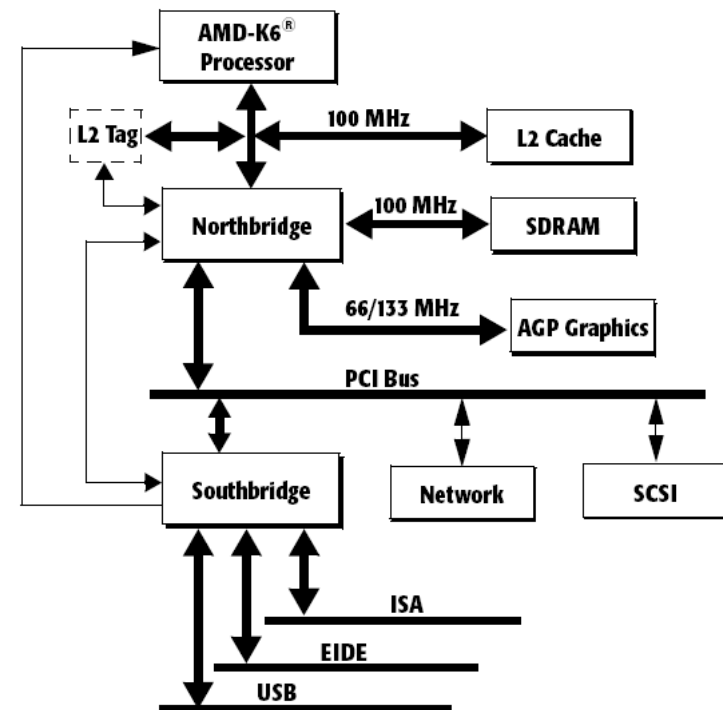 AMD-K6®
Processor
L2 Tag
100 MHz
L2 Cache
Northbridge
100 MHz
SDRAM
66/133 MHz
AGP Graphics
PCI Bus
Southbridge
Network
SCSI
ISA
EIDE
USB